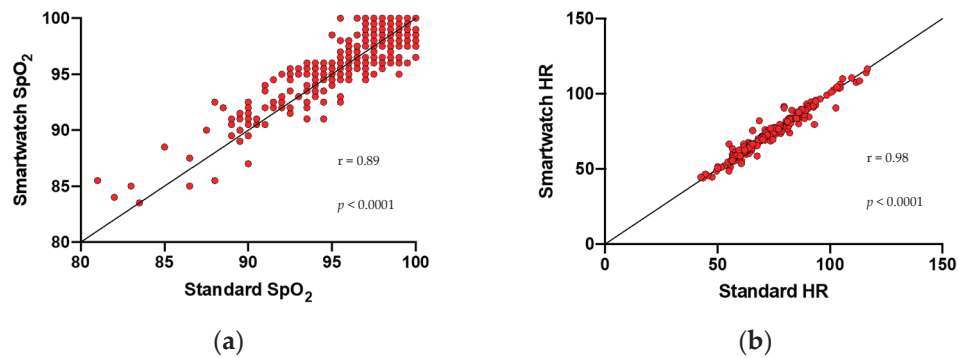 100
95
90
85
80
Smartwatch SpO2
r = 0.89
p < 0.0001
80 85 90 95 100
Standard SpO2
(a)
150
100
50
0
Smartwatch HR
r = 0.98
p < 0.0001
0 50 100 150
Standard HR
(b)